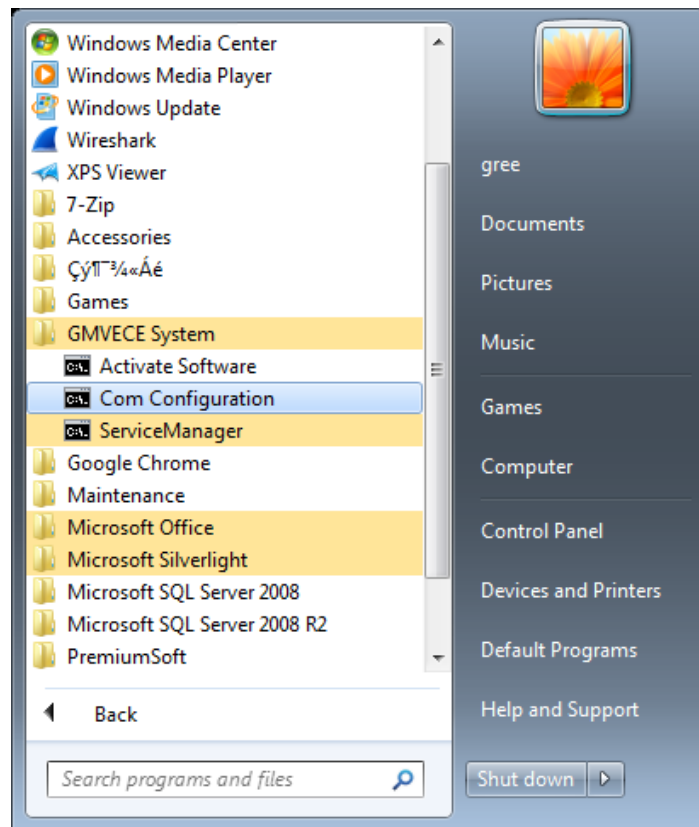 Windows Media Center
Windows Media Player
Windows Update
Wireshark
XPS Viewer
7-Zip
Accessories
Çý¶¯¾«Áé
Games
GMVECE System
Activate Software
Com Configuration
ServiceManager
Google Chrome
Maintenance
Microsoft Office
Microsoft Silverlight
Microsoft SQL Server 2008
Microsoft SQL Server 2008 R2
PremiumSoft
Back
Search programs and files
gree
Documents
Pictures
Music
Games
Computer
Control Panel
Devices and Printers
Default Programs
Help and Support
Shut down